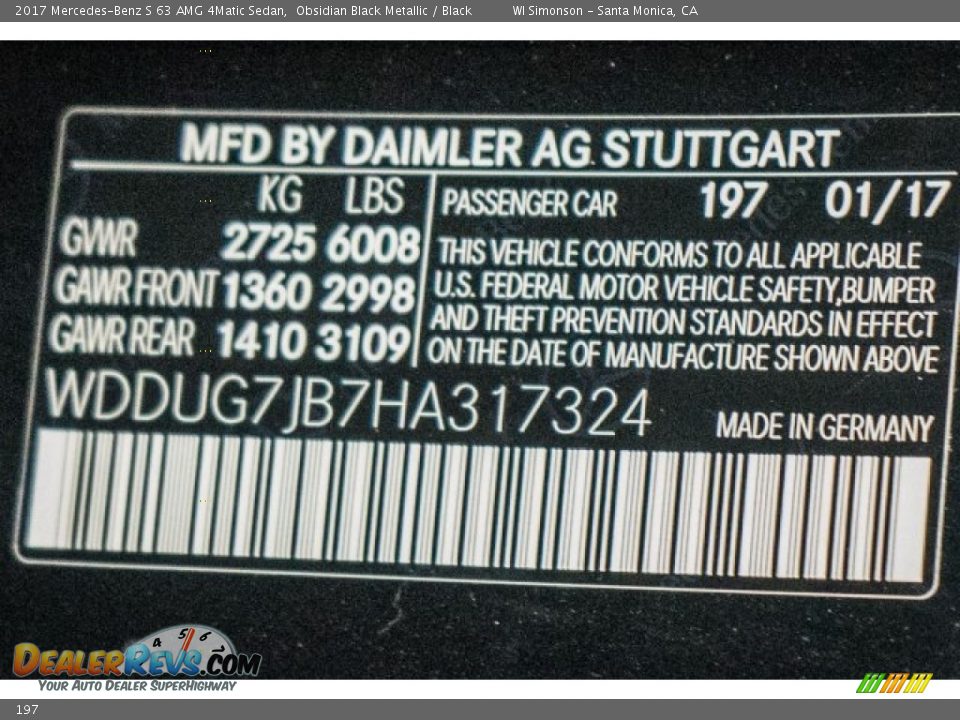 2017 Mercedes-Benz S 63 AMG 4Matic Sedan, Obsidian Black Metallic / Black WI Simonson - Santa Monica, CA
MFD BY DAIMLER AG STUTTGART
KG LBS
GVWR 2725 6008
GAWR FRONT 1360 2998
GAWR REAR 1410 3109
PASSENGER CAR 197 01/17
THIS VEHICLE CONFORMS TO ALL APPLICABLE
U.S. FEDERAL MOTOR VEHICLE SAFETY,BUMPER
AND THEFT PREVENTION STANDARDS IN EFFECT
ON THE DATE OF MANUFACTURE SHOWN ABOVE
WDDUG7JB7HA317324
MADE IN GERMANY
4 5 6
DEALERREVS.COM
YOUR AUTO DEALER SUPERHIGHWAY
197